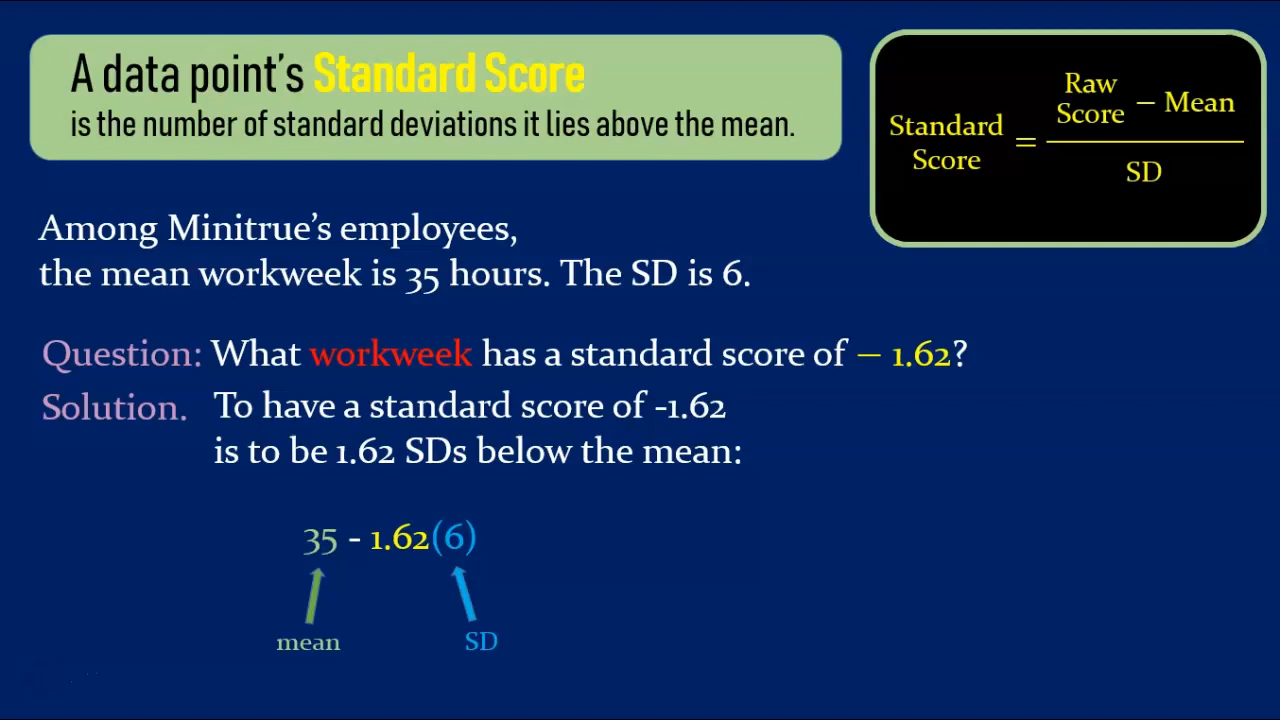 A data point's Standard Score
is the number of standard deviations it lies above the mean.
Standard
Score
=
Raw
Score – Mean
SD
Among Minitrue's employees,
the mean workweek is 35 hours. The SD is 6.
Question: What workweek has a standard score of – 1.62?
Solution. To have a standard score of -1.62
is to be 1.62 SDs below the mean:
35 - 1.62(6)
mean SD